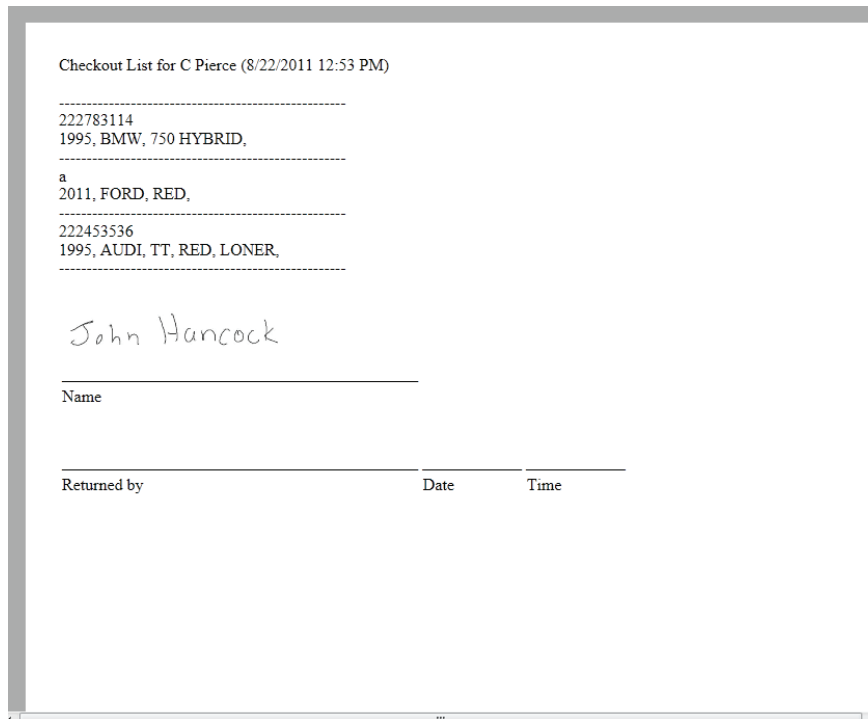 Checkout List for C Pierce (8/22/2011 12:53 PM)
----------------------------------------------------
222783114
1995, BMW, 750 HYBRID,
----------------------------------------------------
a
2011, FORD, RED,
----------------------------------------------------
222453536
1995, AUDI, TT, RED, LONER,
----------------------------------------------------
John Hancock
Name
Returned by Date Time